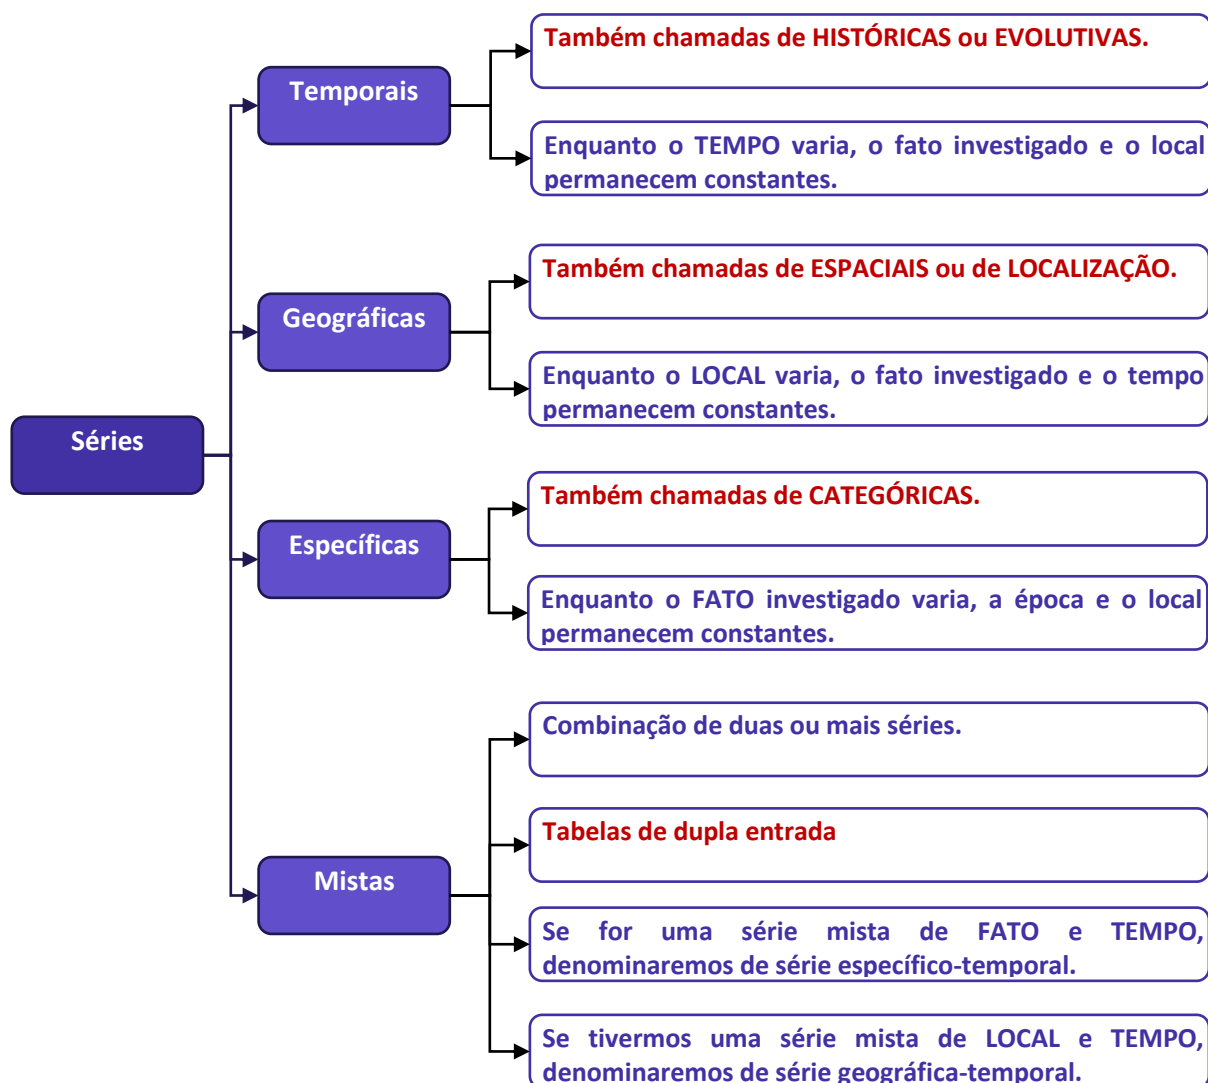 Séries
Temporais
Também chamadas de HISTÓRICAS ou EVOLUTIVAS.
Enquanto o TEMPO varia, o fato investigado e o local
permanecem constantes.
Geográficas
Também chamadas de ESPACIAIS ou de LOCALIZAÇÃO.
Enquanto o LOCAL varia, o fato investigado e o tempo
permanecem constantes.
Específicas
Também chamadas de CATEGÓRICAS.
Enquanto o FATO investigado varia, a época e o local
permanecem constantes.
Mistas
Combinação de duas ou mais séries.
Tabelas de dupla entrada
Se for uma série mista de FATO e TEMPO,
denominaremos de série específico-temporal.
Se tivermos uma série mista de LOCAL e TEMPO,
denominaremos de série geográfica-temporal.